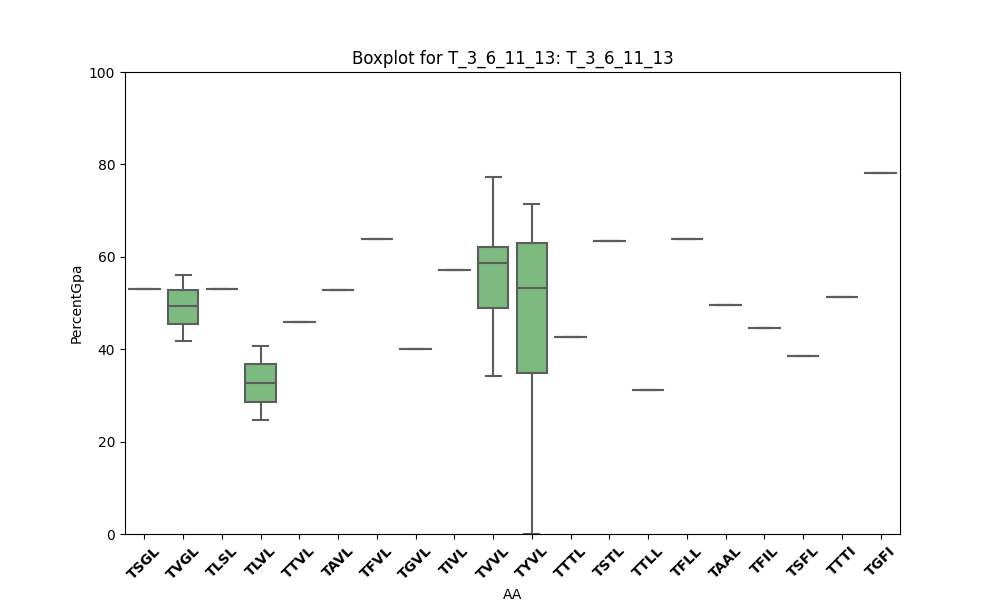 Boxplot for T_3_6_11_13: T_3_6_11_13
100
80
60
40
20
0
PercentGpa
TSGL
TVGL
TLSL
TLVL
TTVL
TAVL
TFVL
TGVL
TIVL
TVVL
TYVL
TTTL
TSTL
TTLL
TFLL
TAAL
TFIL
TSFL
TTTI
TGFI
AA